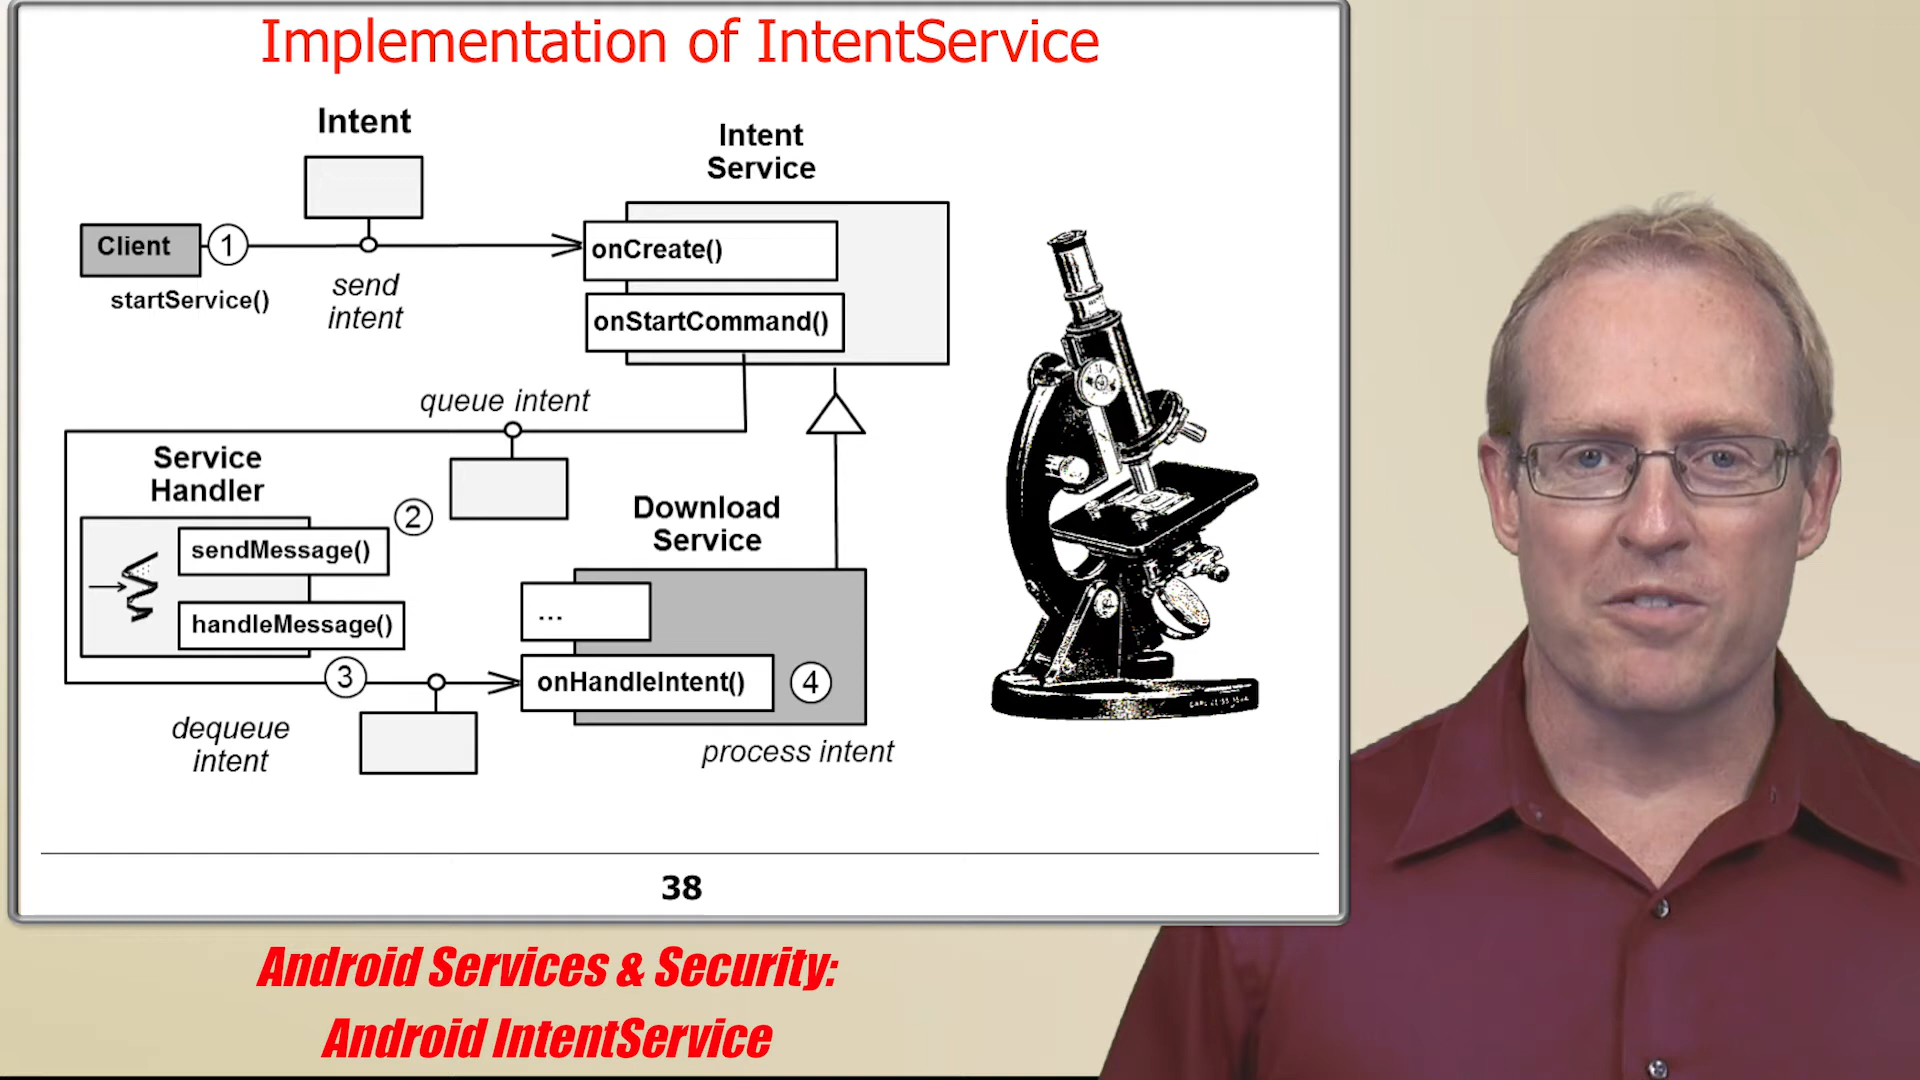 Implementation of IntentService
Intent
Intent
Service
Client
1
onCreate()
startService()
send
intent
onStartCommand()
queue intent
Service
Handler
2
Download
Service
sendMessage()
...
handleMessage()
3
onHandleIntent()
4
dequeue
intent
process intent
38
Android Services & Security:
Android IntentService